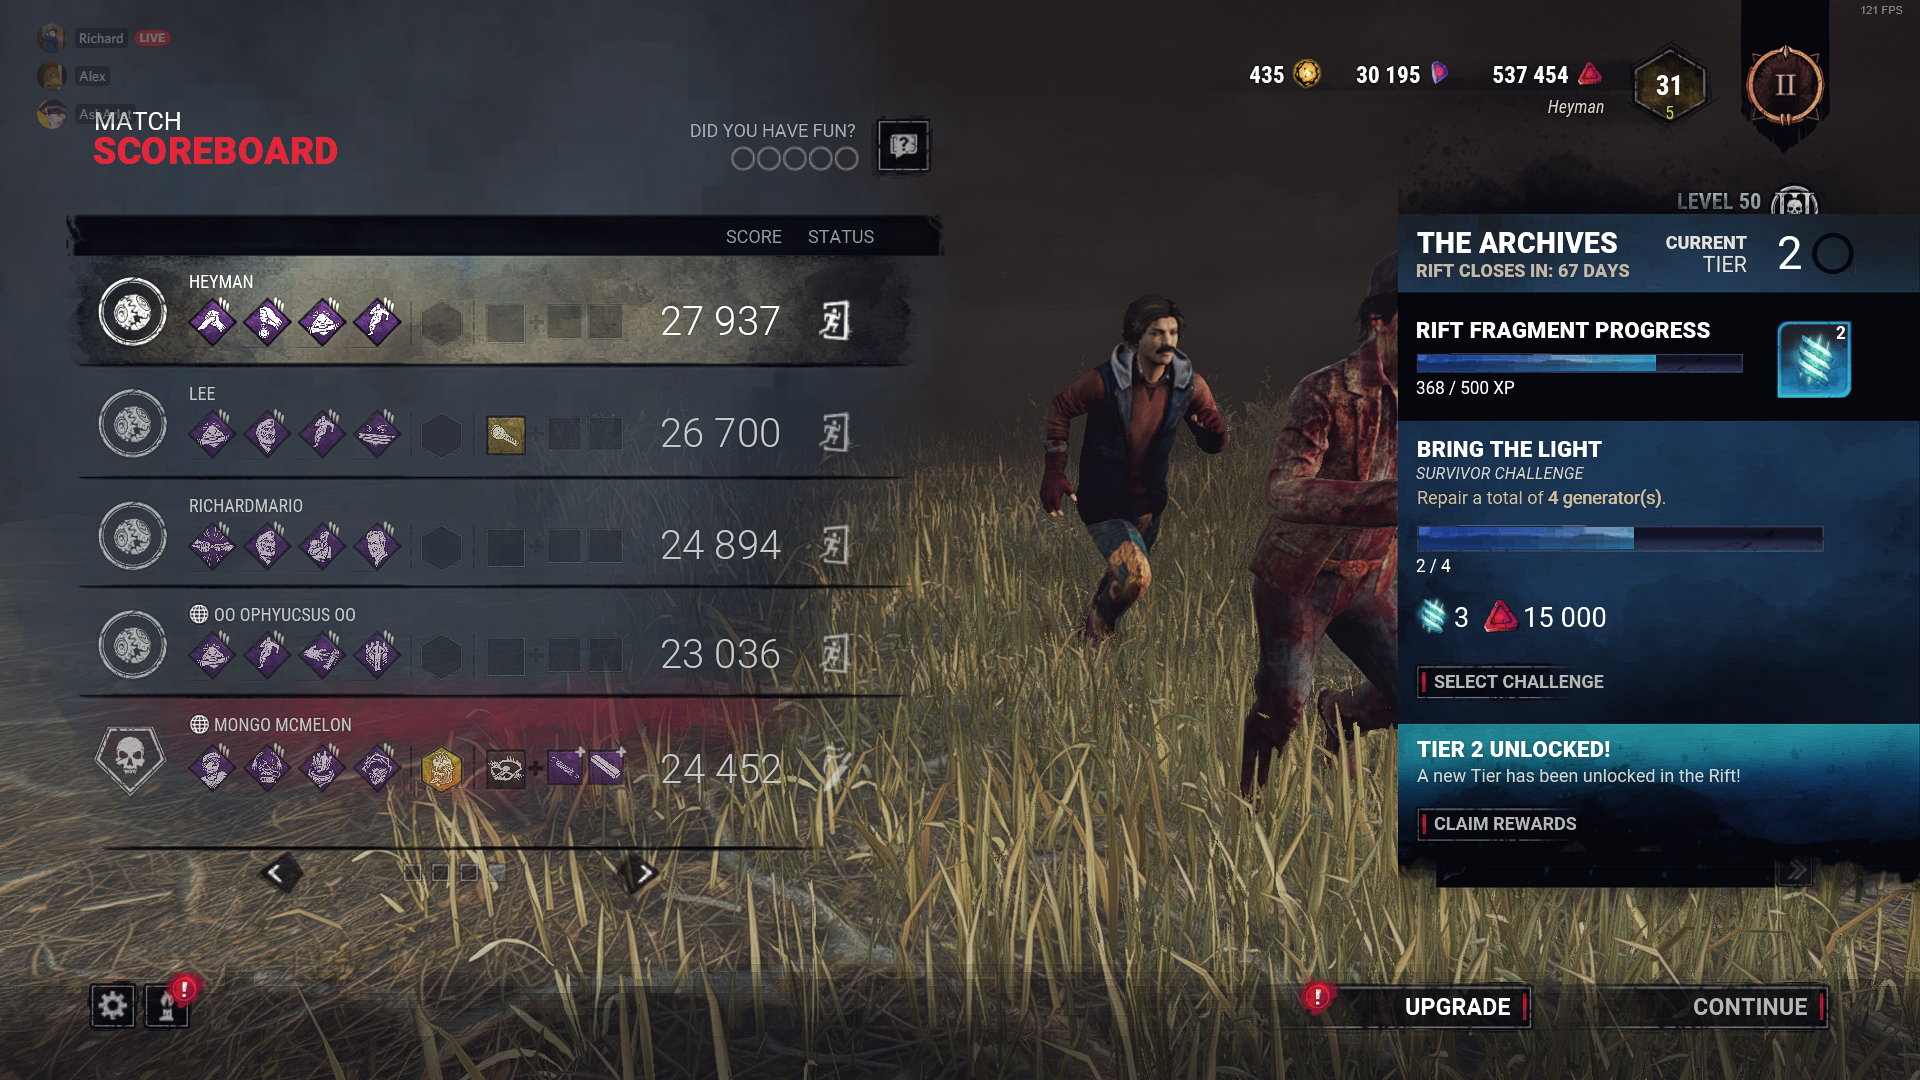 121 FPS
Richard LIVE
Alex
MATCH
SCOREBOARD
DID YOU HAVE FUN?
435
30 195
537 454
Heyman
31
5
II
LEVEL 50
SCORE STATUS
HEYMAN
27 937
LEE
26 700
RICHARDMARIO
24 894
OO OPHYUCSUS OO
23 036
MONGO MCMELON
24 452
THE ARCHIVES
RIFT CLOSES IN: 67 DAYS
CURRENT
TIER
2
RIFT FRAGMENT PROGRESS
2
368 / 500 XP
BRING THE LIGHT
SURVIVOR CHALLENGE
Repair a total of 4 generator(s).
2 / 4
3 15 000
SELECT CHALLENGE
TIER 2 UNLOCKED!
A new Tier has been unlocked in the Rift!
CLAIM REWARDS
UPGRADE
CONTINUE